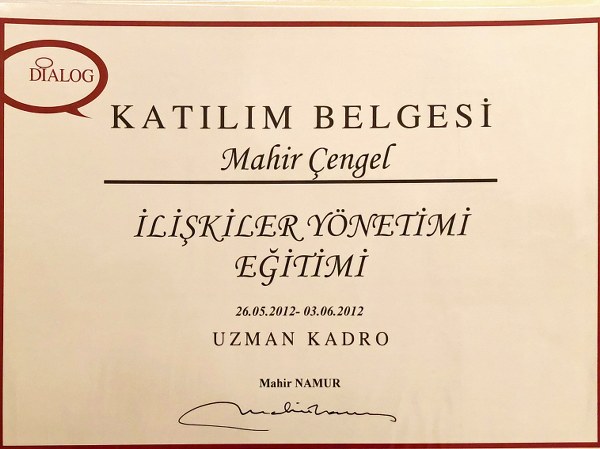 DIALOG
KATILIM BELGESİ
Mahir Çengel
İLİŞKİLER YÖNETİMİ
EĞİTİMİ
26.05.2012- 03.06.2012
UZMAN KADRO
Mahir NAMUR